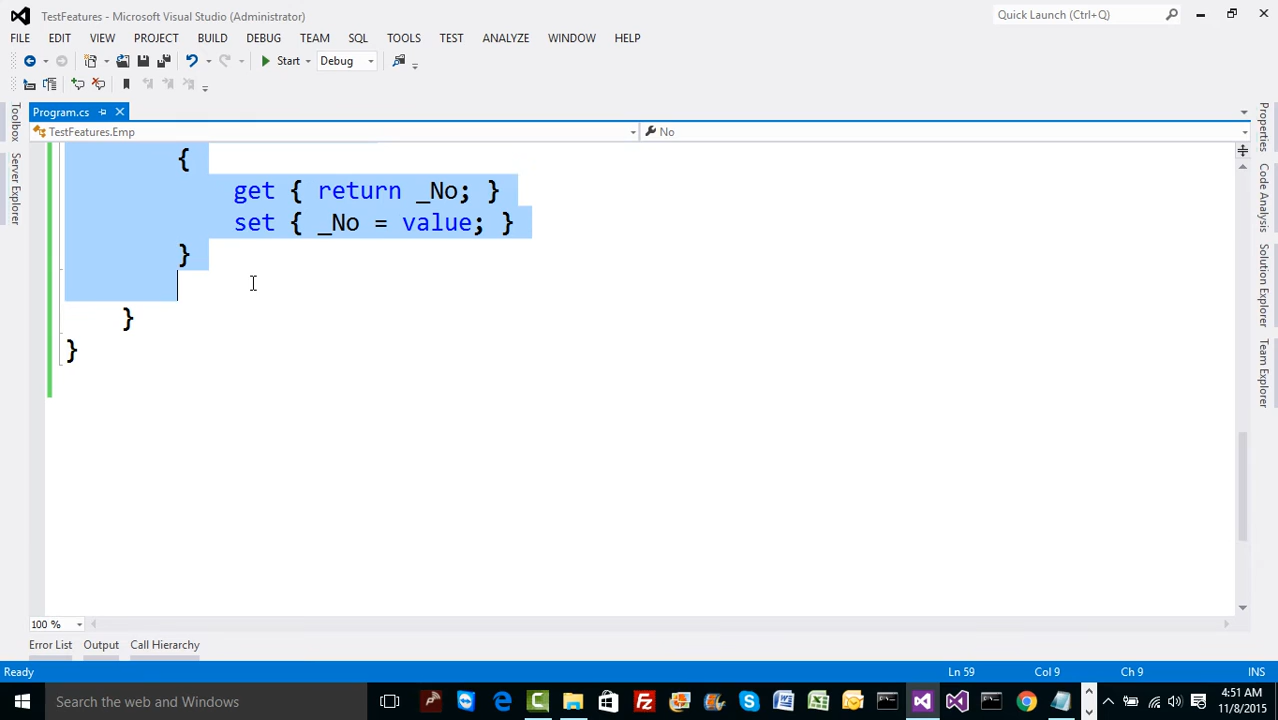 TestFeatures - Microsoft Visual Studio (Administrator)
Quick Launch (Ctrl+Q)
FILE EDIT VIEW PROJECT BUILD DEBUG TEAM SQL TOOLS TEST ANALYZE WINDOW HELP
Start Debug
Program.cs
TestFeatures.Emp No
{
get { return _No; }
set { _No = value; }
}
}
}
Toolbox
Server Explorer
Properties
Code Analysis
Solution Explorer
Team Explorer
100 %
Error List Output Call Hierarchy
Ready Ln 59 Col 9 Ch 9 INS
Search the web and Windows
4:51 AM
11/8/2015